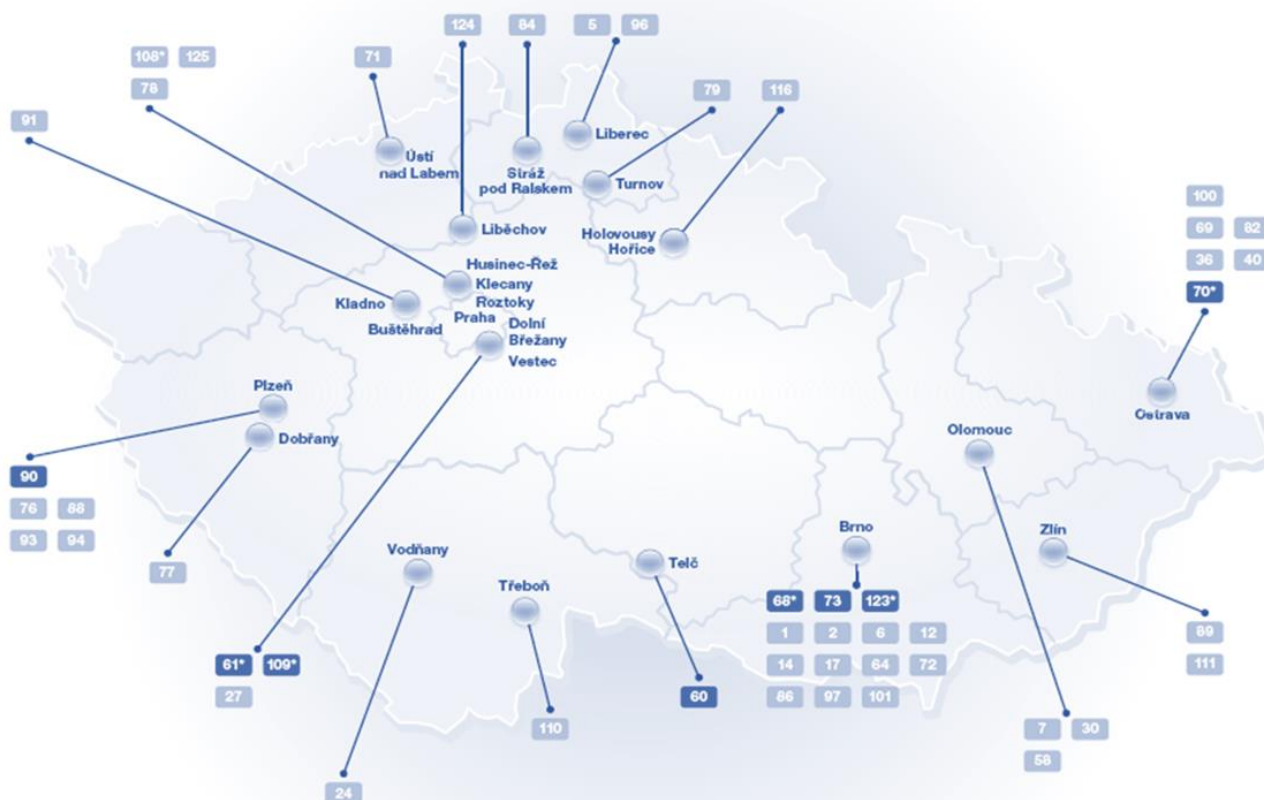 124
84
5 96
108* 125
71
78
79 116
91
Liberec
Ústí
nad Labem
Stráž
pod Ralskem
Turnov
100
Liběchov
69 82
Holovousy
Hořice
36 40
Husinec-Řež
Klecany
Roztoky
70*
Kladno
Buštěhrad
Praha
Dolní
Břežany
Vestec
Plzeň
Dobřany
Ostrava
Olomouc
90
76 88
93 94
Brno
Zlín
Vodňany
Telč
77
Třeboň
68* 73 123*
1 2 6 12
89
14 17 64 72
111
61* 109*
27
60
86 97 101
110
7 30
58
24